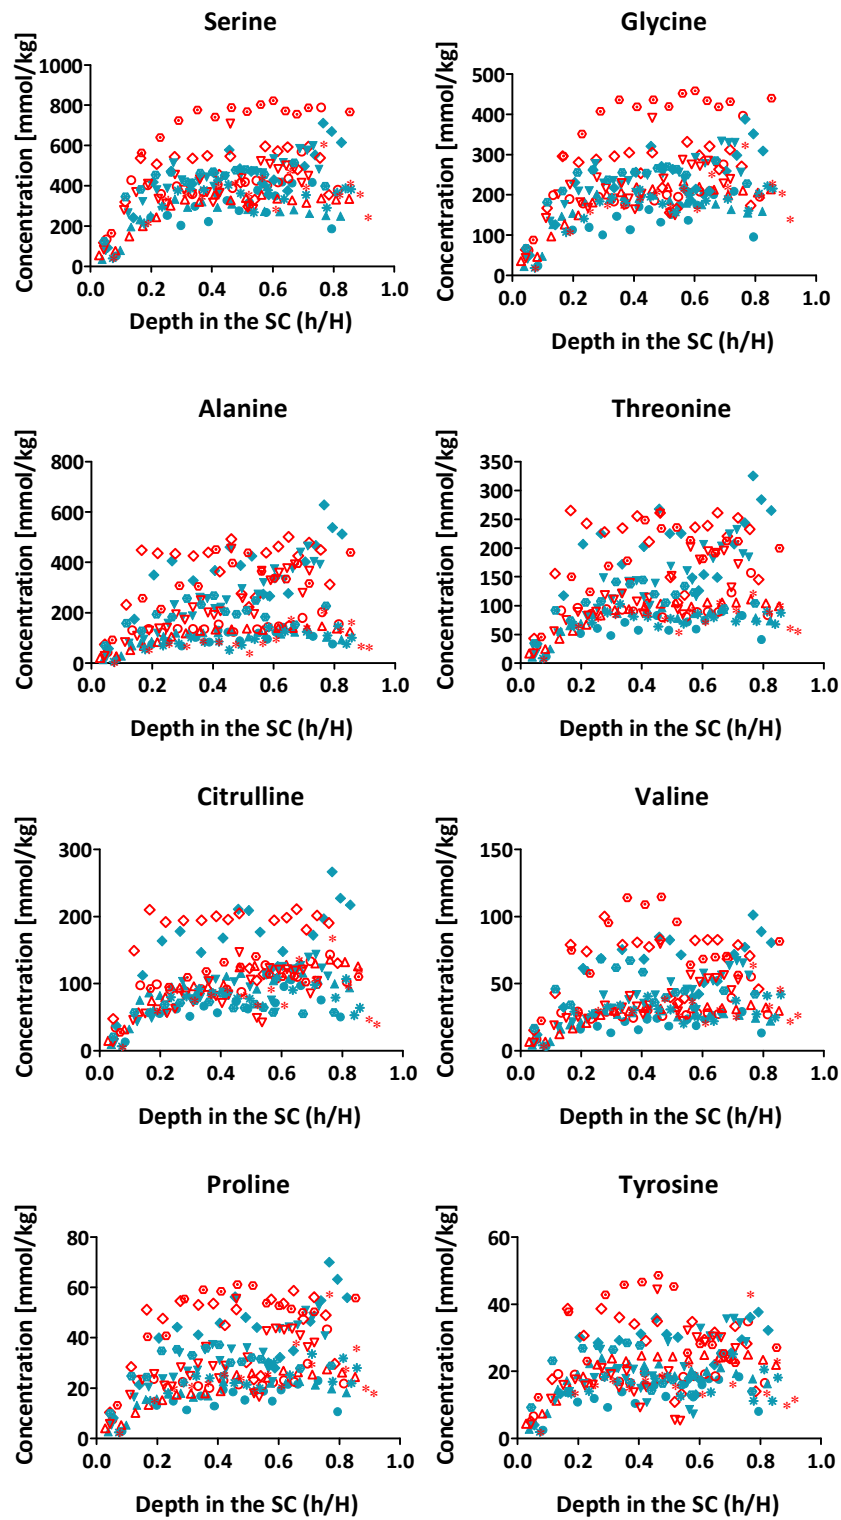 Serine
Glycine
Concentration [mmol/kg]
1000
800
600
400
200
0
0.0 0.2 0.4 0.6 0.8 1.0
Depth in the SC (h/H)
Concentration [mmol/kg]
500
400
300
200
100
0
0.0 0.2 0.4 0.6 0.8 1.0
Depth in the SC (h/H)
Alanine
Threonine
Concentration [mmol/kg]
800
600
400
200
0
0.0 0.2 0.4 0.6 0.8 1.0
Depth in the SC (h/H)
Concentration [mmol/kg]
350
300
250
200
150
100
50
0
0.0 0.2 0.4 0.6 0.8 1.0
Depth in the SC (h/H)
Citrulline
Valine
Concentration [mmol/kg]
300
200
100
0
0.0 0.2 0.4 0.6 0.8 1.0
Depth in the SC (h/H)
Concentration [mmol/kg]
150
100
50
0
0.0 0.2 0.4 0.6 0.8 1.0
Depth in the SC (h/H)
Proline
Tyrosine
Concentration [mmol/kg]
80
60
40
20
0
0.0 0.2 0.4 0.6 0.8 1.0
Depth in the SC (h/H)
Concentration [mmol/kg]
60
40
20
0
0.0 0.2 0.4 0.6 0.8 1.0
Depth in the SC (h/H)